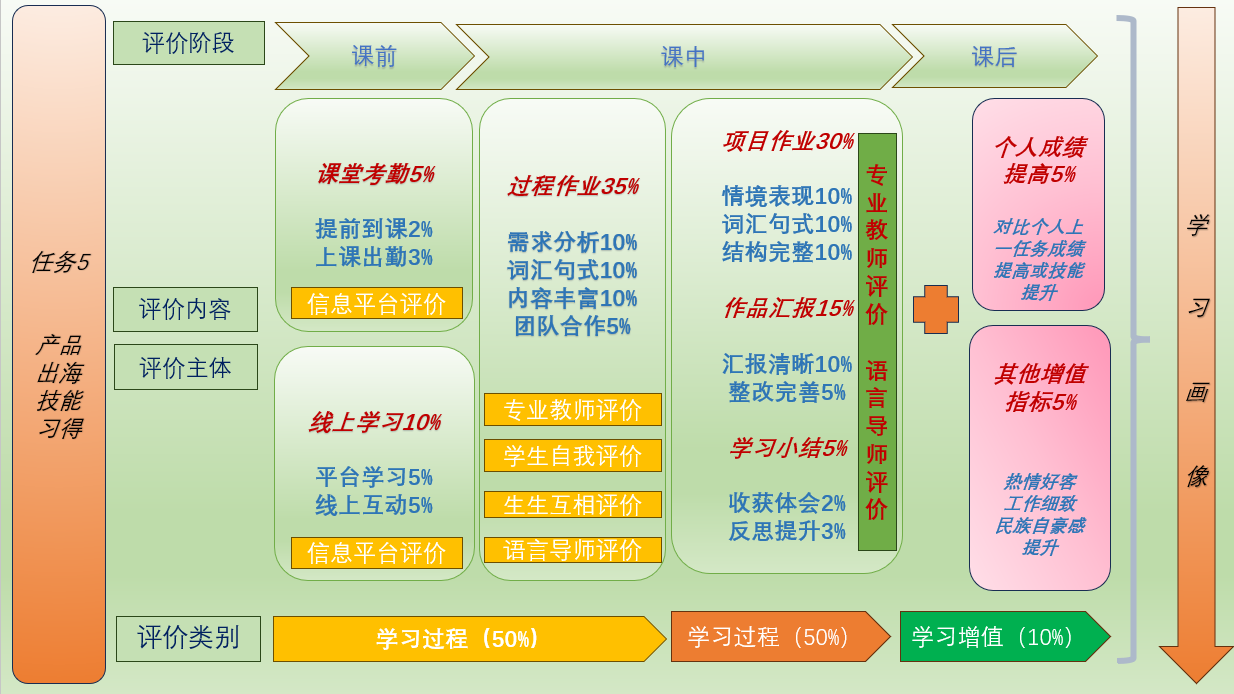 任务5
产品
出海
技能
习得
评价阶段
课前
课中
课后
评价内容
评价主体
课堂考勤5%
提前到课2%
上课出勤3%
信息平台评价
线上学习10%
平台学习5%
线上互动5%
信息平台评价
过程作业35%
需求分析10%
词汇句式10%
内容丰富10%
团队合作5%
专业教师评价
学生自我评价
生生互相评价
语言导师评价
项目作业30%
情境表现10%
词汇句式10%
结构完整10%
作品汇报15%
汇报清晰10%
整改完善5%
学习小结5%
收获体会2%
反思提升3%
专业教师评价
语言导师评价
个人成绩
提高5%
对比个人上
一任务成绩
提高或技能
提升
其他增值
指标5%
热情好客
工作细致
民族自豪感
提升
评价类别
学习过程（50%）
学习过程（50%）
学习增值（10%）
学习画像